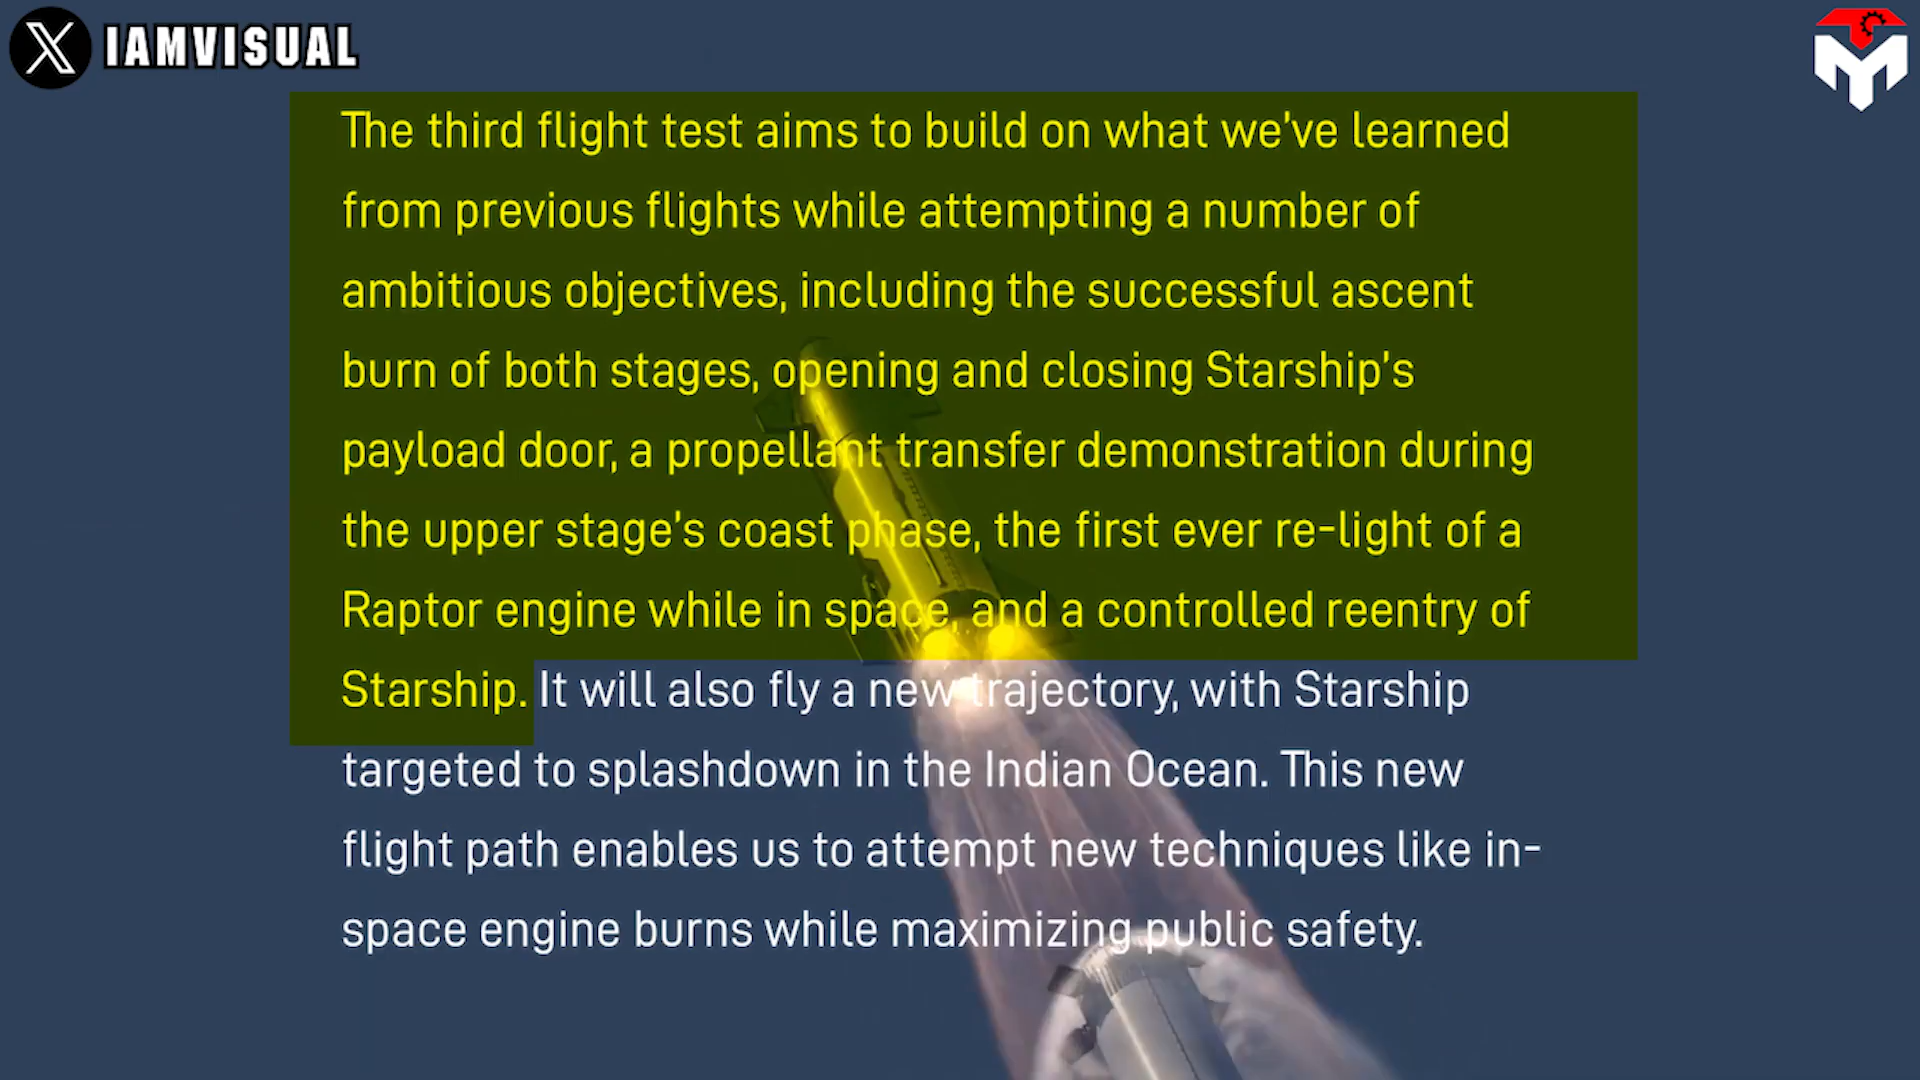 IAMVISUAL
The third flight test aims to build on what we've learned
from previous flights while attempting a number of
ambitious objectives, including the successful ascent
burn of both stages, opening and closing Starship's
payload door, a propellant transfer demonstration during
the upper stage's coast phase, the first ever re-light of a
Raptor engine while in space, and a controlled reentry of
Starship. It will also fly a new trajectory, with Starship
targeted to splashdown in the Indian Ocean. This new
flight path enables us to attempt new techniques like in-
space engine burns while maximizing public safety.